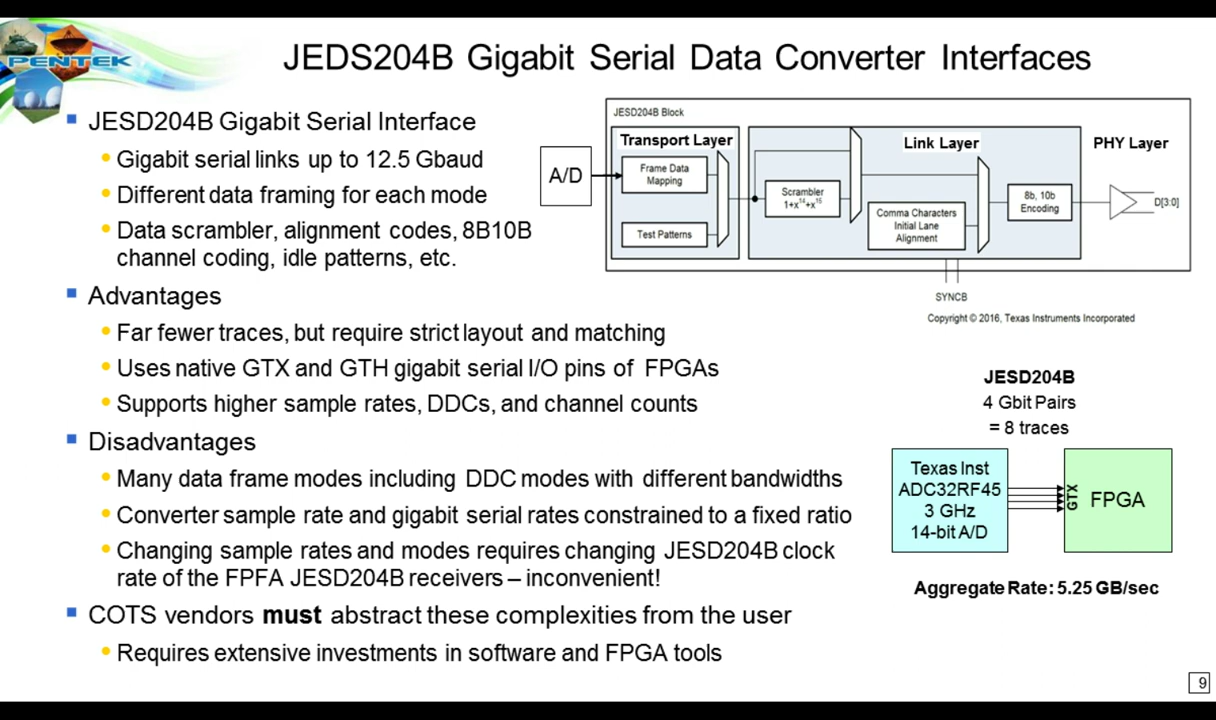 PENTEK
JEDS204B Gigabit Serial Data Converter Interfaces
JESD204B Gigabit Serial Interface
Gigabit serial links up to 12.5 Gbaud
Different data framing for each mode
Data scrambler, alignment codes, 8B10B
channel coding, idle patterns, etc.
Advantages
Far fewer traces, but require strict layout and matching
Uses native GTX and GTH gigabit serial I/O pins of FPGAs
Supports higher sample rates, DDCs, and channel counts
Disadvantages
Many data frame modes including DDC modes with different bandwidths
Converter sample rate and gigabit serial rates constrained to a fixed ratio
Changing sample rates and modes requires changing JESD204B clock
rate of the FPFA JESD204B receivers – inconvenient!
COTS vendors must abstract these complexities from the user
Requires extensive investments in software and FPGA tools
JESD204B Block
Transport Layer
Link Layer
PHY Layer
A/D
Frame Data
Mapping
Test Patterns
Scrambler
1+x¹⁴+x¹⁵
Comma Characters
Initial Lane
Alignment
8b, 10b
Encoding
D[3:0]
SYNCB
Copyright © 2016, Texas Instruments Incorporated
JESD204B
4 Gbit Pairs
= 8 traces
Texas Inst
ADC32RF45
3 GHz
14-bit A/D
GTX
FPGA
Aggregate Rate: 5.25 GB/sec
9